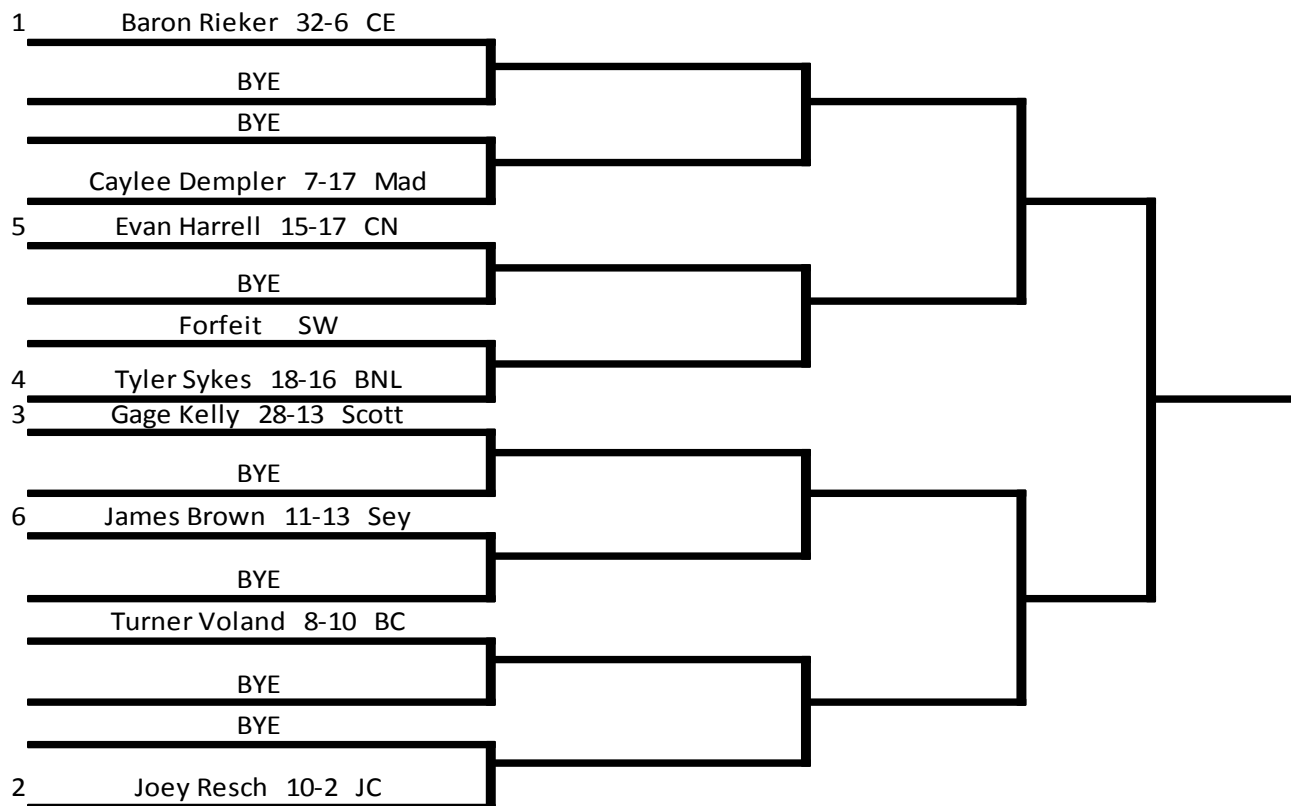 1 Baron Rieker 32-6 CE
BYE
BYE
Caylee Dempler 7-17 Mad
5 Evan Harrell 15-17 CN
BYE
Forfeit SW
4 Tyler Sykes 18-16 BNL
3 Gage Kelly 28-13 Scott
BYE
6 James Brown 11-13 Sey
BYE
Turner Voland 8-10 BC
BYE
BYE
2 Joey Resch 10-2 JC